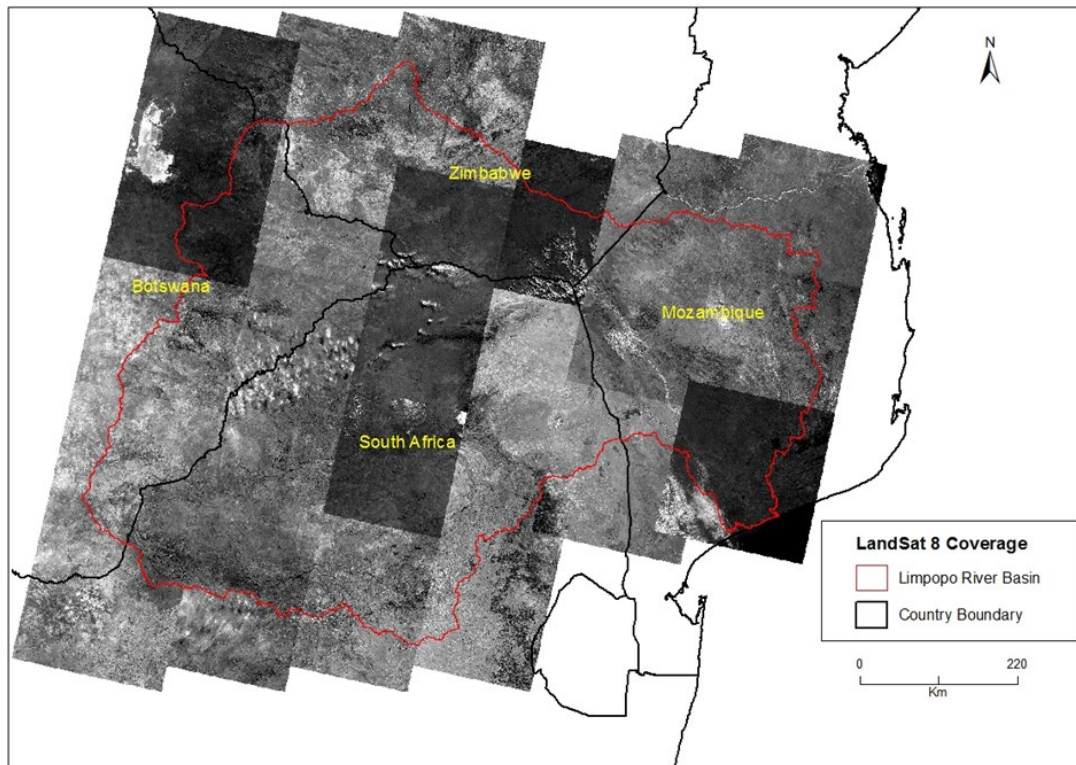 N
Zimbabwe
Botswana
Mozambique
South Africa
LandSat 8 Coverage
Limpopo River Basin
Country Boundary
0 220
Km